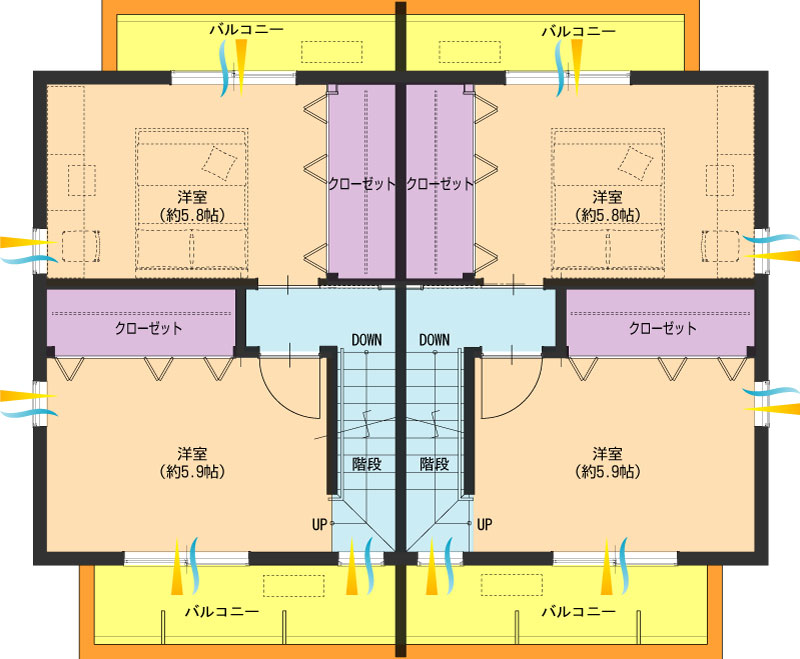 バルコニー
バルコニー
クローゼット
クローゼット
洋室
(約5.8帖)
洋室
(約5.8帖)
クローゼット
クローゼット
DOWN
DOWN
洋室
(約5.9帖)
階段
階段
洋室
(約5.9帖)
UP
UP
バルコニー
バルコニー